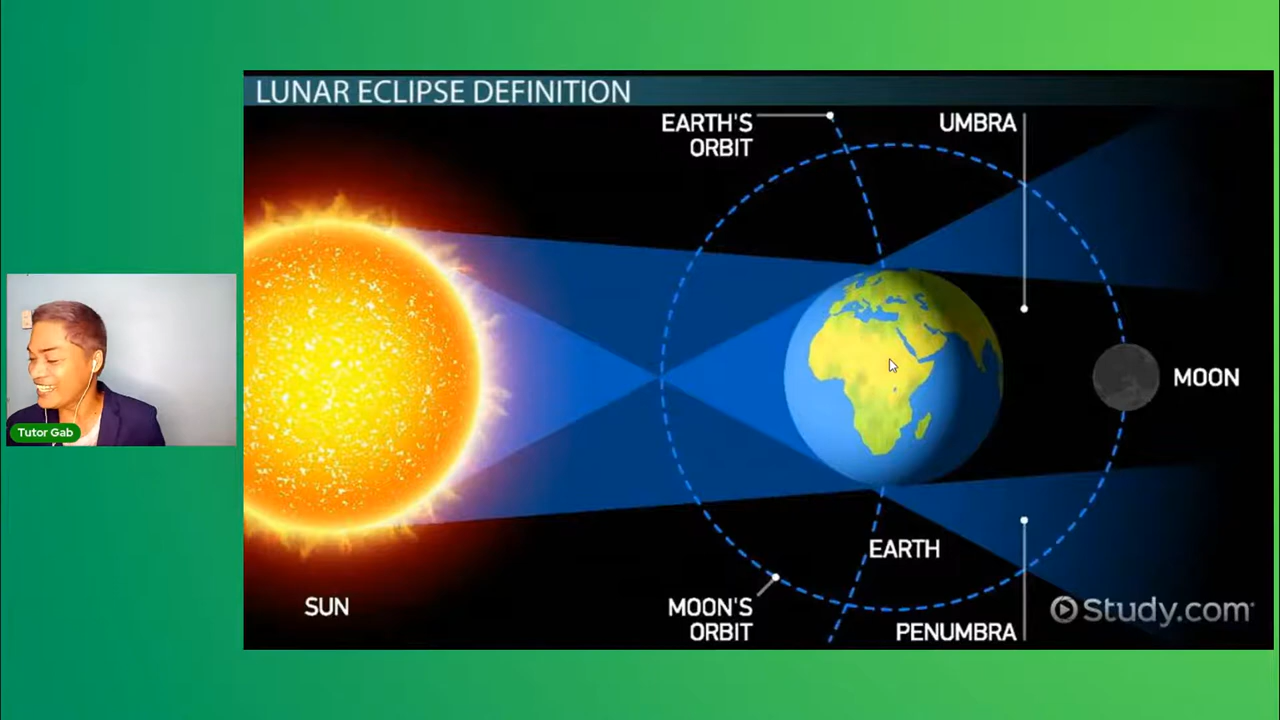 LUNAR ECLIPSE DEFINITION
EARTH'S
ORBIT
UMBRA
MOON
Tutor Gab
EARTH
SUN
MOON'S
ORBIT
PENUMBRA
Study.com